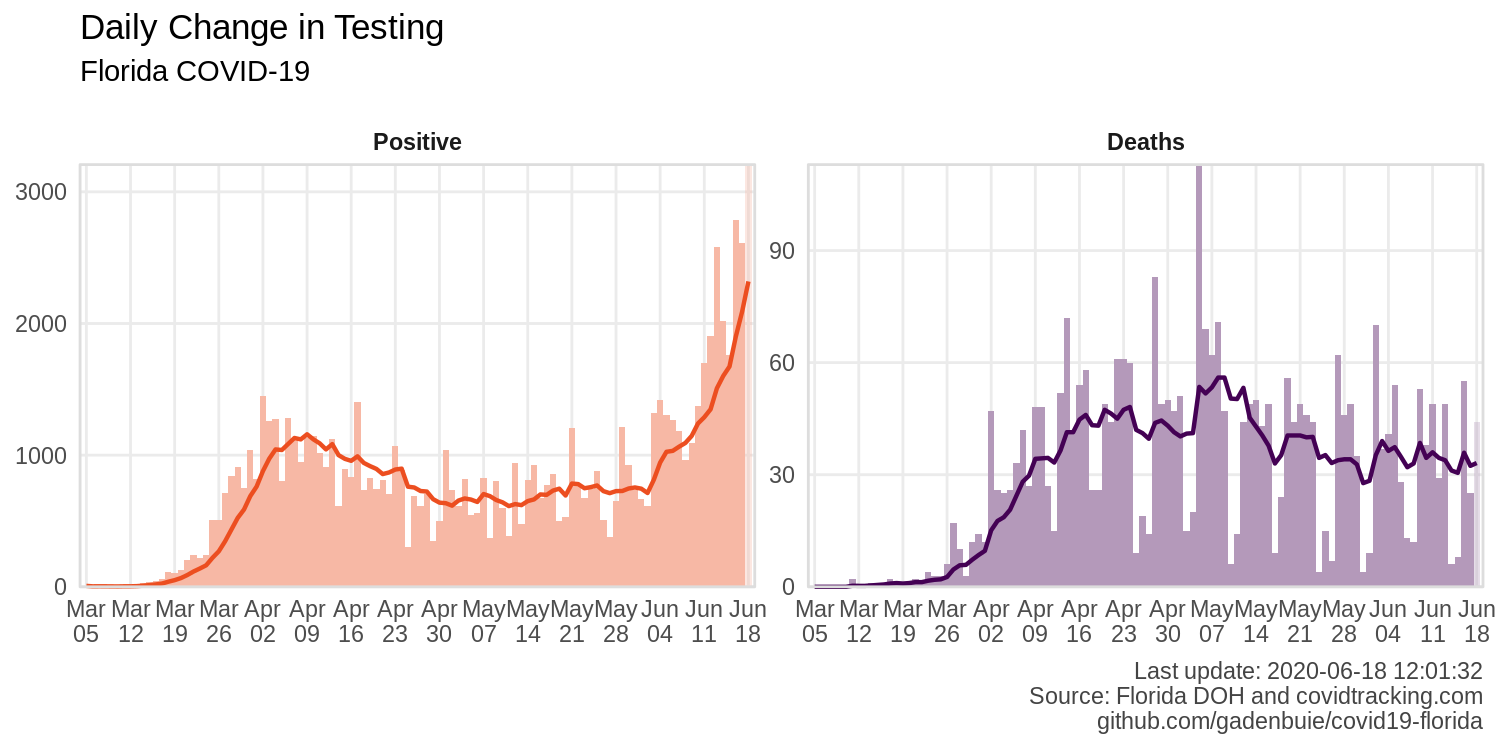 Daily Change in Testing
Florida COVID-19
Positive
Deaths
3000
2000
1000
0
90
60
30
0
Mar Mar Mar Mar Apr Apr Apr Apr Apr May May May May Jun Jun Jun
05 12 19 26 02 09 16 23 30 07 14 21 28 04 11 18
Mar Mar Mar Mar Apr Apr Apr Apr Apr May May May May Jun Jun Jun
05 12 19 26 02 09 16 23 30 07 14 21 28 04 11 18
Last update: 2020-06-18 12:01:32
Source: Florida DOH and covidtracking.com
github.com/gadenbuie/covid19-florida